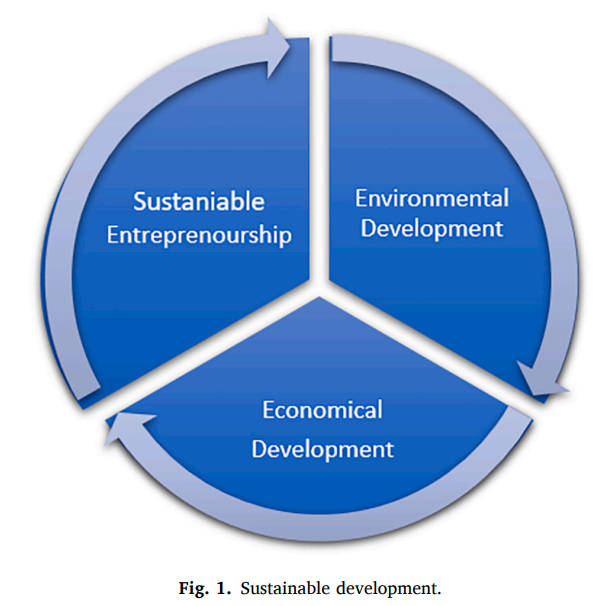 Sustaniable
Entreprenourship
Environmental
Development
Economical
Development
Fig. 1. Sustainable development.